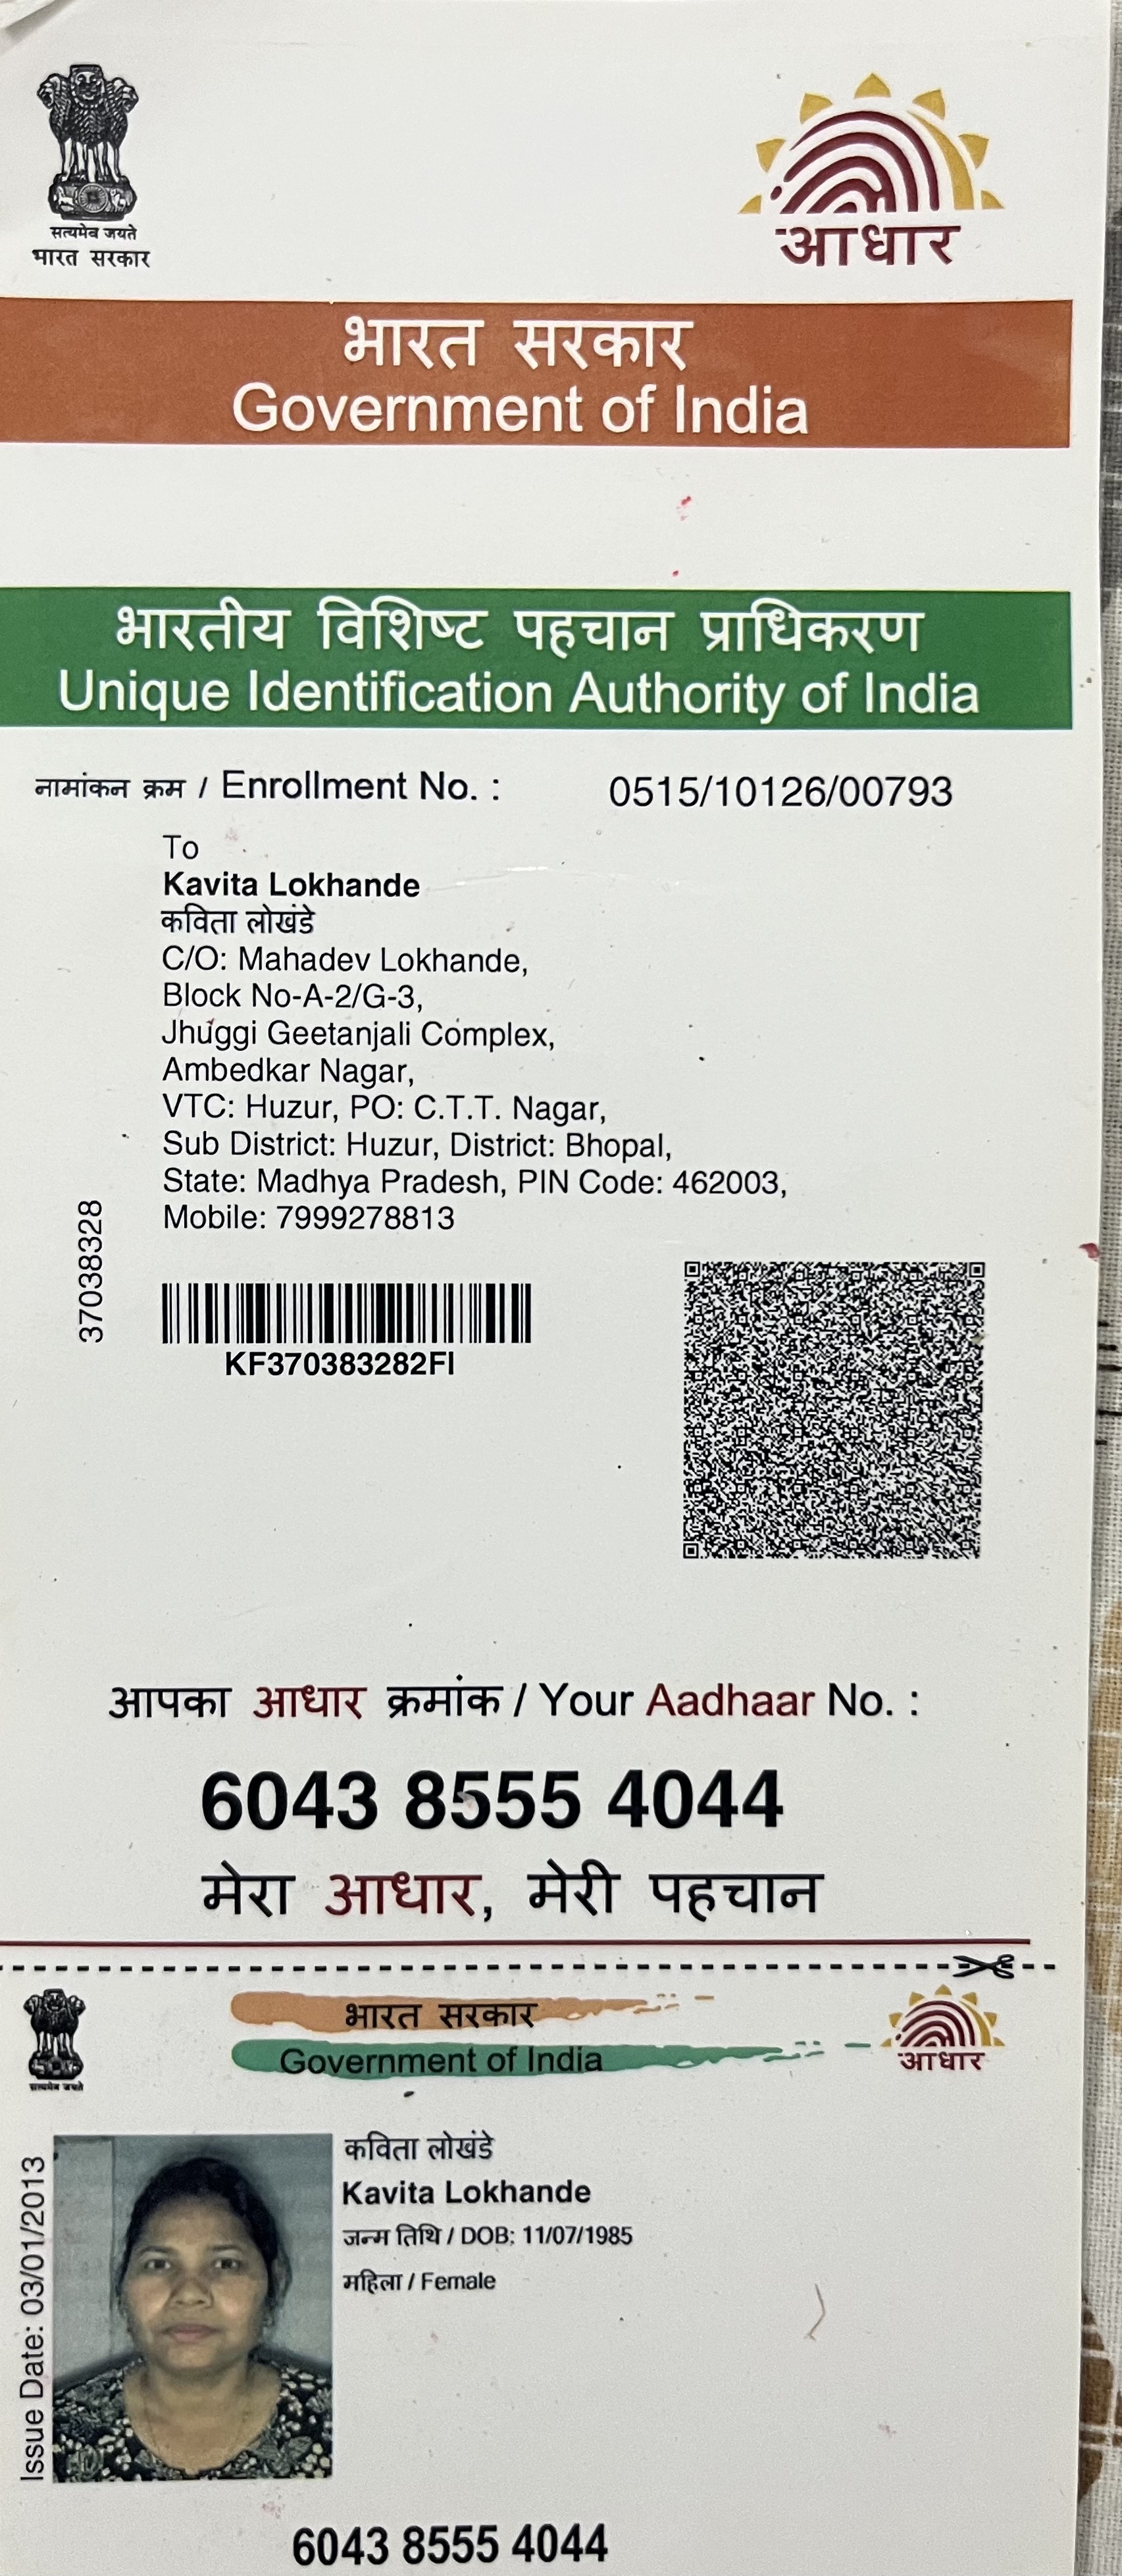 सत्यमेव जयते
भारत सरकार
आधार
भारत सरकार
Government of India
भारतीय विशिष्ट पहचान प्राधिकरण
Unique Identification Authority of India
नामांकन क्रम / Enrollment No. : 0515/10126/00793
To
Kavita Lokhande
कविता लोखंडे
C/O: Mahadev Lokhande,
Block No-A-2/G-3,
Jhuggi Geetanjali Complex,
Ambedkar Nagar,
VTC: Huzur, PO: C.T.T. Nagar,
Sub District: Huzur, District: Bhopal,
State: Madhya Pradesh, PIN Code: 462003,
Mobile: 7999278813
37038328
KF370383282FI
आपका आधार क्रमांक / Your Aadhaar No. :
6043 8555 4044
मेरा आधार, मेरी पहचान
सत्यमेव जयते
भारत सरकार
Government of India
आधार
Issue Date: 03/01/2013
कविता लोखंडे
Kavita Lokhande
जन्म तिथि / DOB: 11/07/1985
महिला / Female
6043 8555 4044